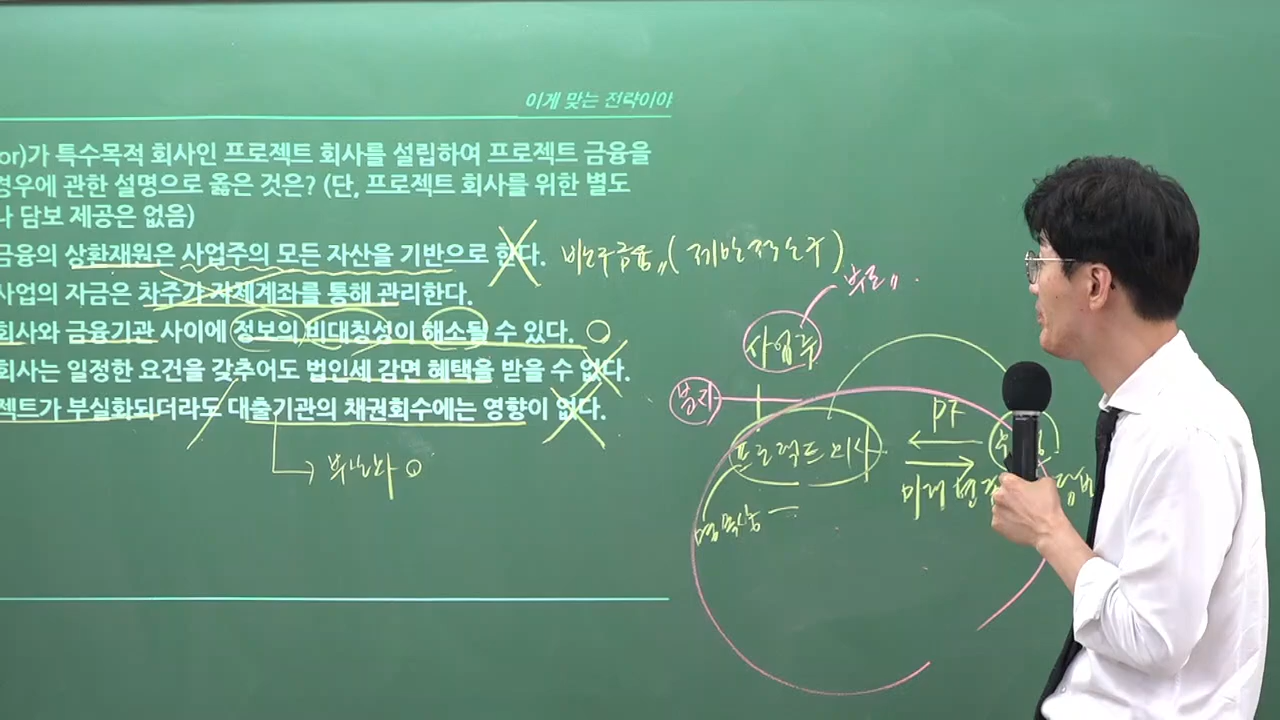 이게 맞는 전략이야
or)가 특수목적 회사인 프로젝트 회사를 설립하여 프로젝트 금융을
경우에 관한 설명으로 옳은 것은? (단, 프로젝트 회사를 위한 별도
나 담보 제공은 없음)
금융의 상환재원은 사업주의 모든 자산을 기반으로 한다.
비소구금융,, (제한적소구)
부외,,
사업의 자금은 차주가 자체계좌를 통해 관리한다.
회사와 금융기관 사이에 정보의 비대칭성이 해소될 수 있다.
사업주
회사는 일정한 요건을 갖추어도 법인세 감면 혜택을 받을 수 없다.
젝트가 부실화되더라도 대출기관의 채권회수에는 영향이 없다.
PF
프로젝트 회사
미래 현